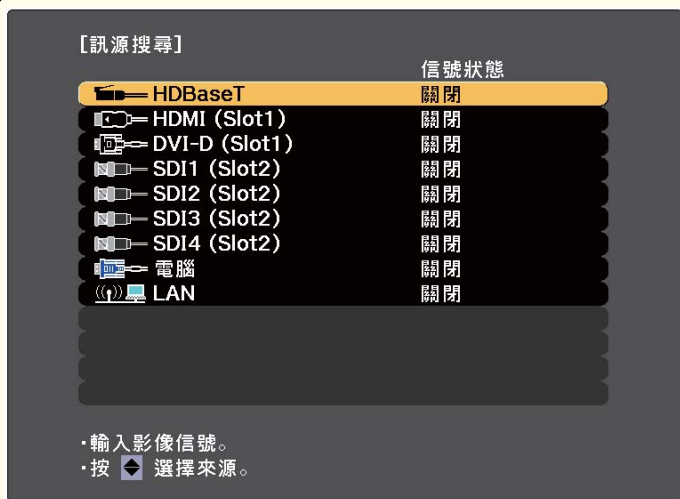 [訊源搜尋]
信號狀態
HDBaseT 關閉
HDMI (Slot1) 關閉
DVI-D (Slot1) 關閉
SDI1 (Slot2) 關閉
SDI2 (Slot2) 關閉
SDI3 (Slot2) 關閉
SDI4 (Slot2) 關閉
電腦 關閉
LAN 關閉
·輸入影像信號。
·按 選擇來源。